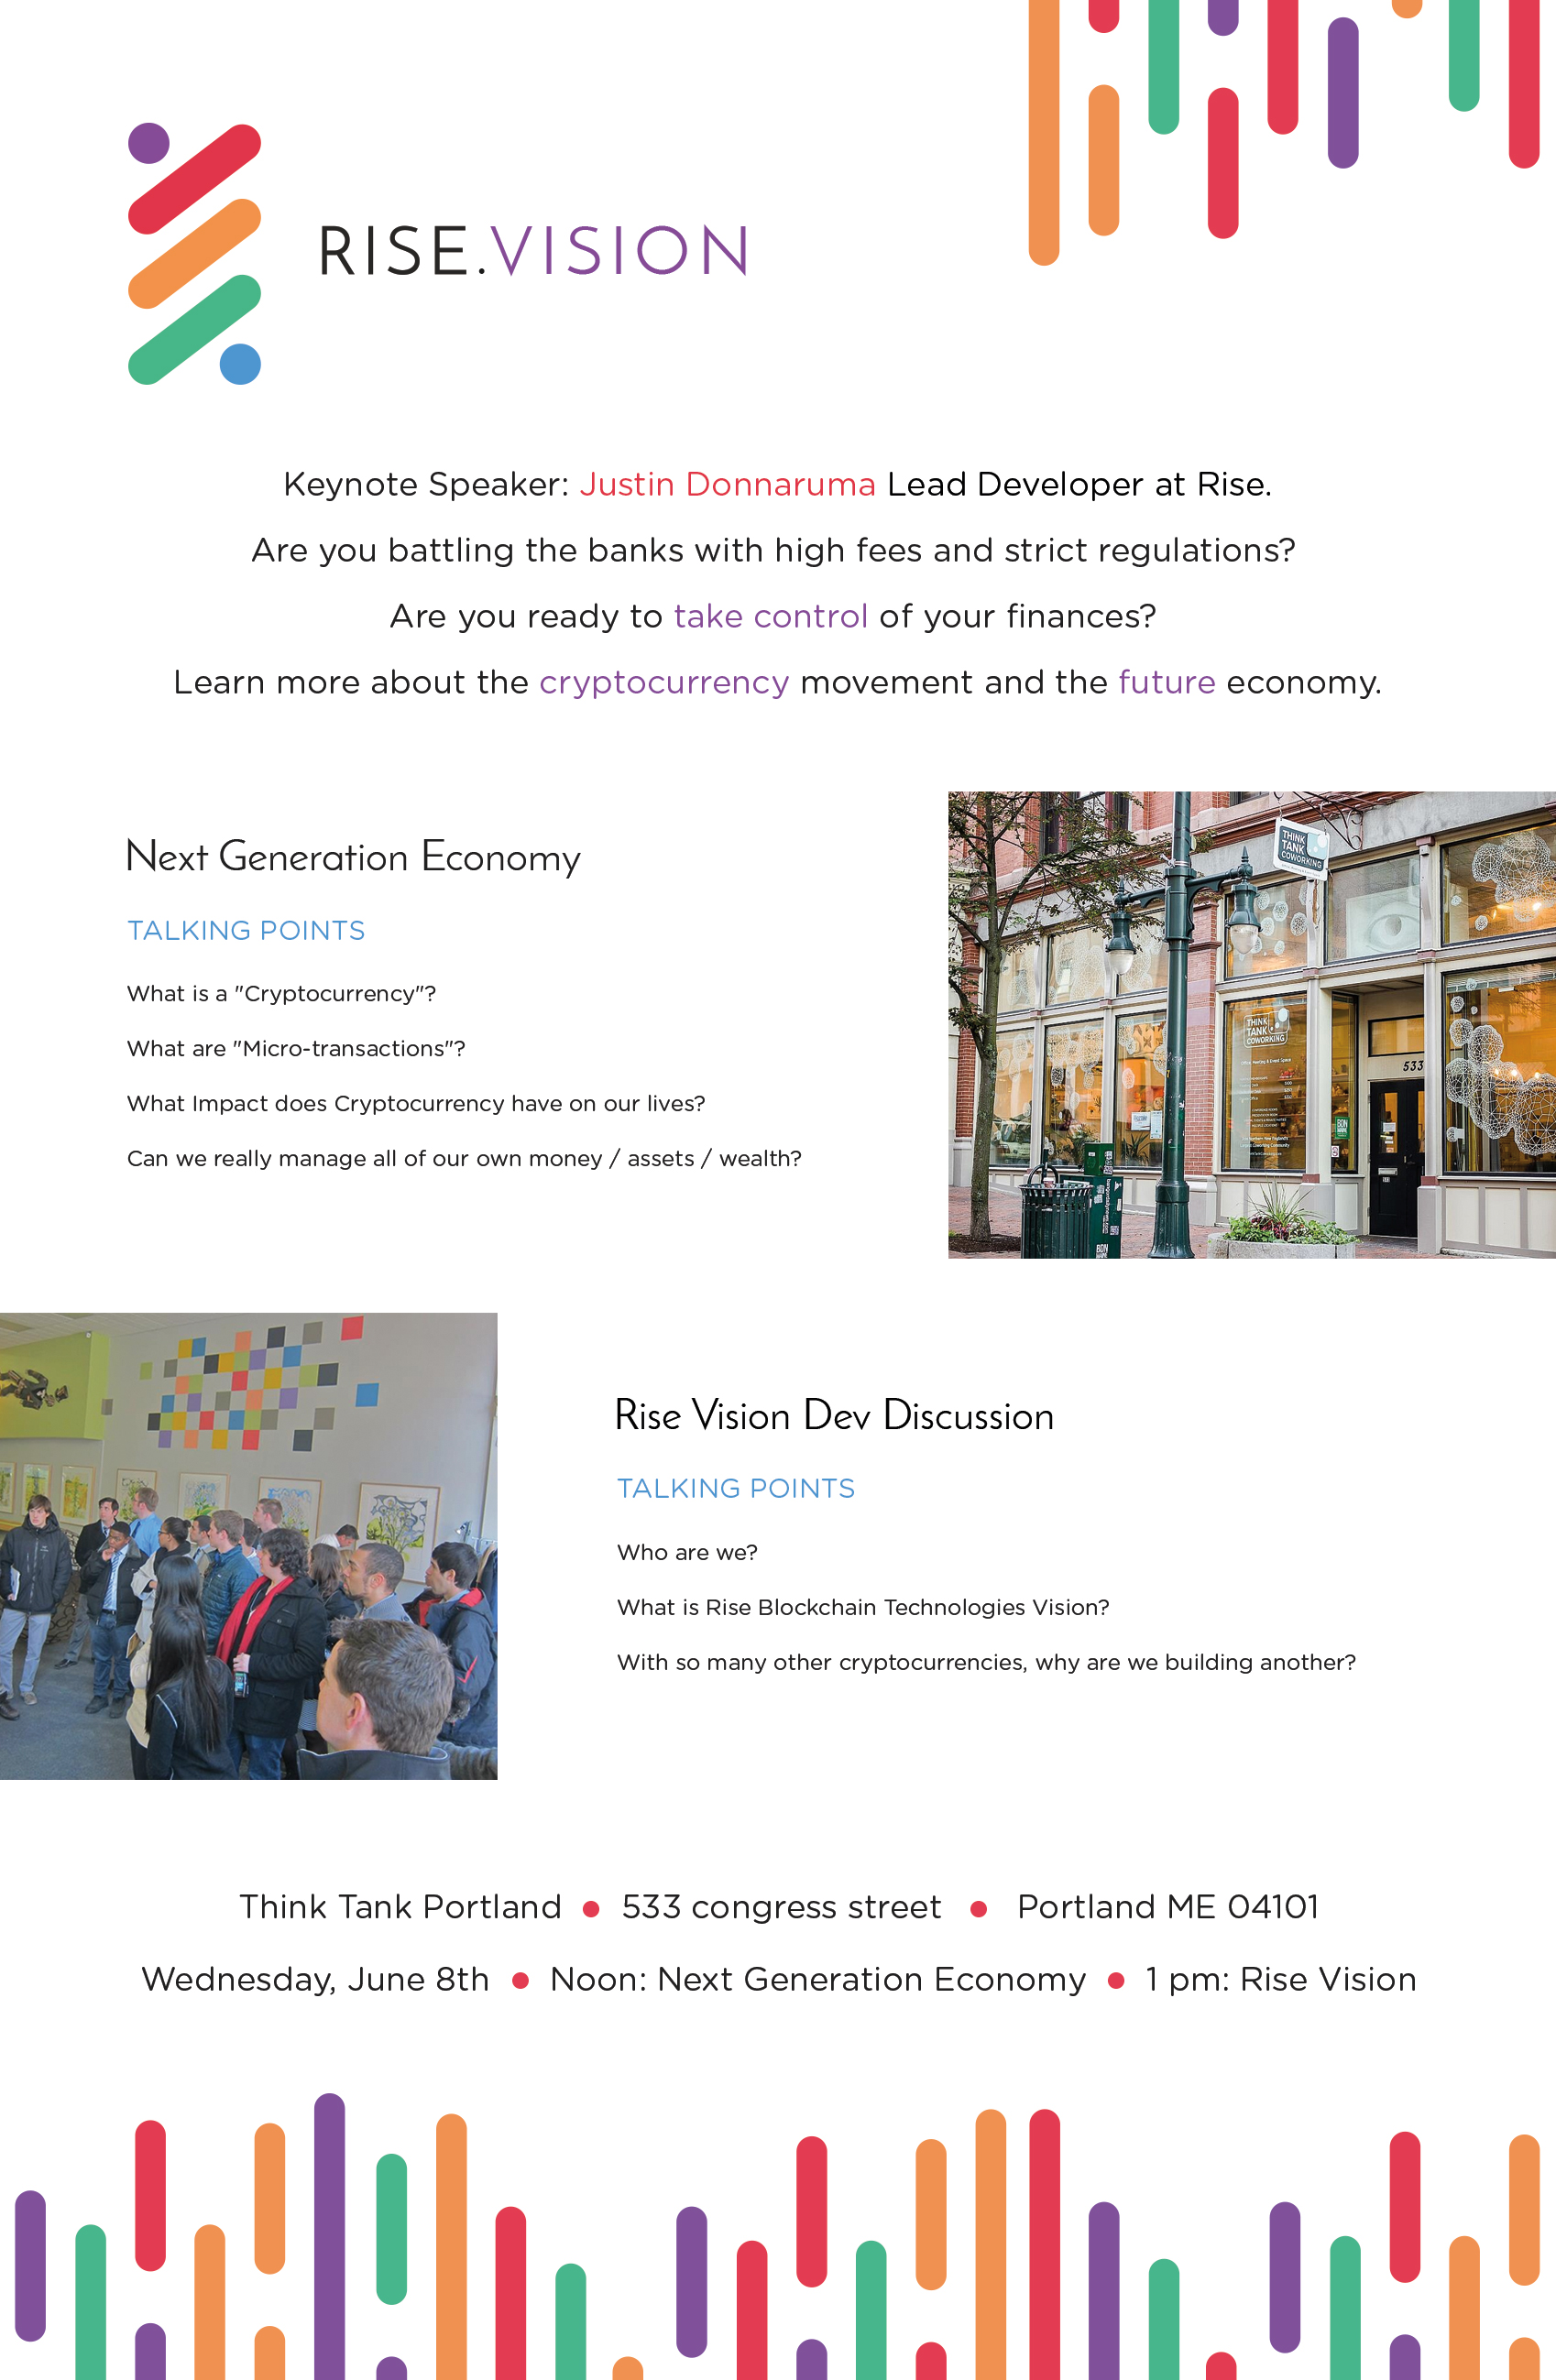 RISE.VISION
Keynote Speaker: Justin Donnaruma Lead Developer at Rise.
Are you battling the banks with high fees and strict regulations?
Are you ready to take control of your finances?
Learn more about the cryptocurrency movement and the future economy.
Next Generation Economy
TALKING POINTS
What is a "Cryptocurrency"?
What are "Micro-transactions"?
What Impact does Cryptocurrency have on our lives?
Can we really manage all of our own money / assets / wealth?
THINK
TANK
COWORKING
THINK
TANK
COWORKING
533
Rise Vision Dev Discussion
TALKING POINTS
Who are we?
What is Rise Blockchain Technologies Vision?
With so many other cryptocurrencies, why are we building another?
Think Tank Portland • 533 congress street • Portland ME 04101
Wednesday, June 8th • Noon: Next Generation Economy • 1 pm: Rise Vision